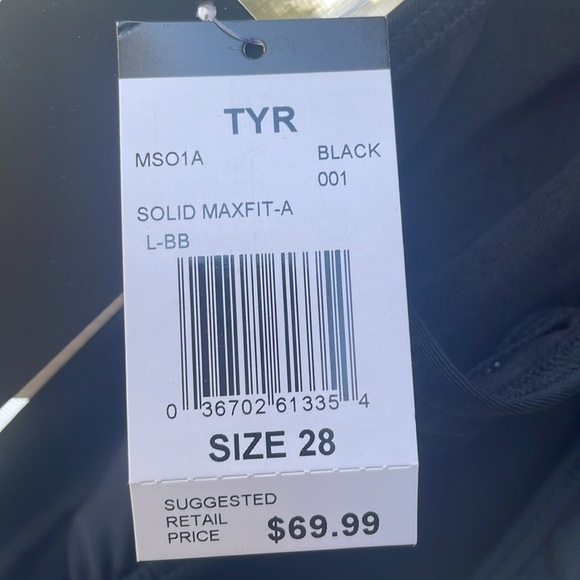 TYR
MSO1A BLACK
001
SOLID MAXFIT-A
L-BB
0 36702 61335 4
SIZE 28
SUGGESTED
RETAIL
PRICE $69.99